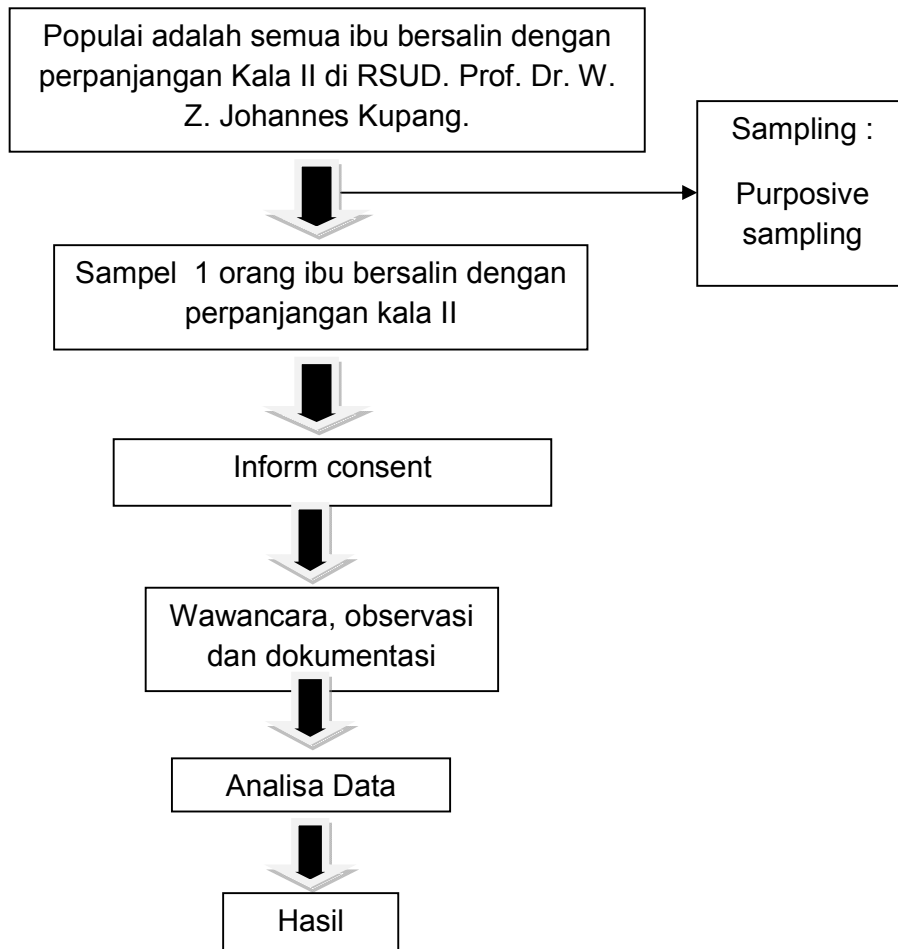 Populai adalah semua ibu bersalin dengan
perpanjangan Kala II di RSUD. Prof. Dr. W.
Z. Johannes Kupang.
Sampling :
Purposive
sampling
Sampel 1 orang ibu bersalin dengan
perpanjangan kala II
Inform consent
Wawancara, observasi
dan dokumentasi
Analisa Data
Hasil